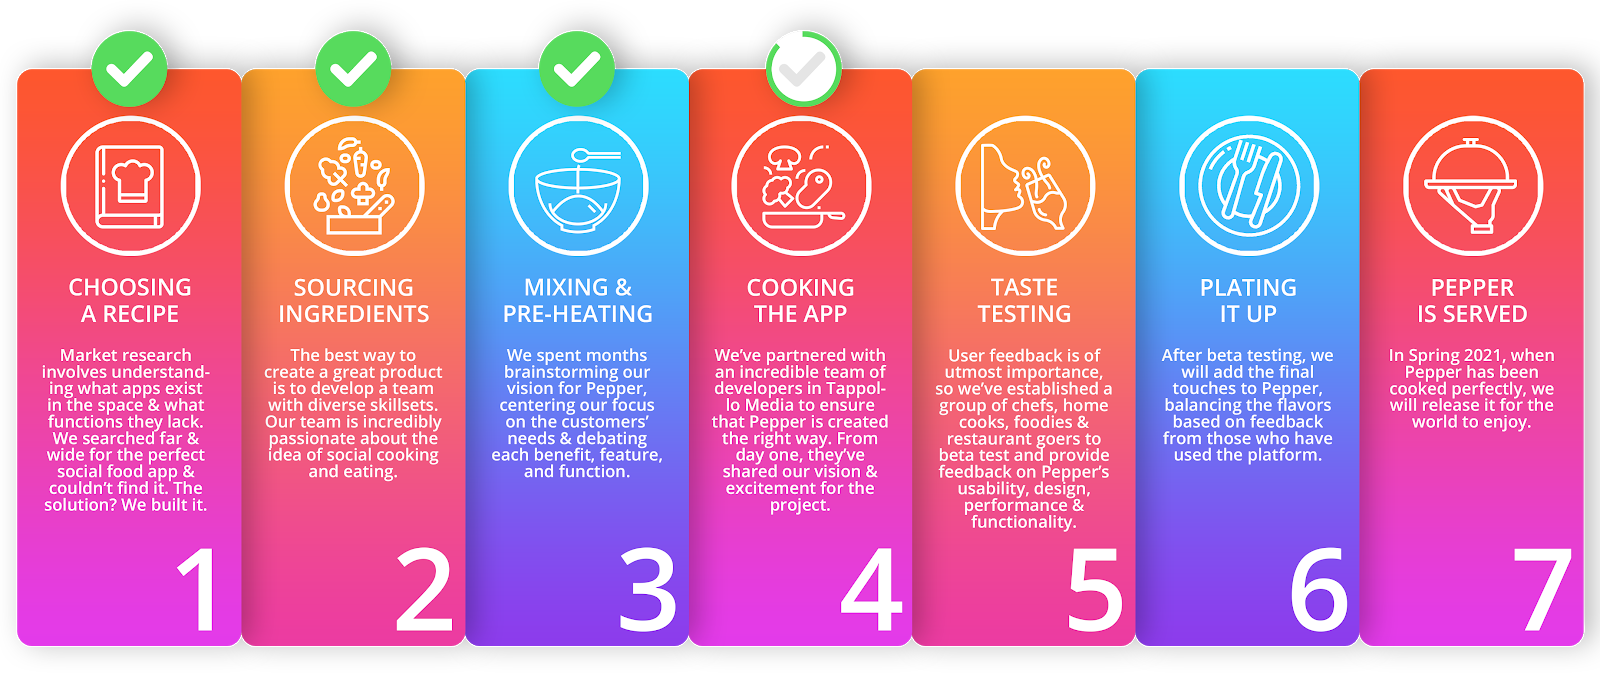 CHOOSING
A RECIPE
Market research
involves understand-
ing what apps exist
in the space & what
functions they lack.
We searched far &
wide for the perfect
social food app &
couldn't find it. The
solution? We built it.
1
SOURCING
INGREDIENTS
The best way to
create a great product
is to develop a team
with diverse skillsets.
Our team is incredibly
passionate about the
idea of social cooking
and eating.
2
MIXING &
PRE-HEATING
We spent months
brainstorming our
vision for Pepper,
centering our focus
on the customers'
needs & debating
each benefit, feature,
and function.
3
COOKING
THE APP
We've partnered with
an incredible team of
developers in Tappol-
lo Media to ensure
that Pepper is created
the right way. From
day one, they've
shared our vision &
excitement for the
project.
4
TASTE
TESTING
User feedback is of
utmost importance,
so we've established a
group of chefs, home
cooks, foodies &
restaurant goers to
beta test and provide
feedback on Pepper's
usability, design,
performance &
functionality.
5
PLATING
IT UP
After beta testing, we
will add the final
touches to Pepper,
balancing the flavors
based on feedback
from those who have
used the platform.
6
PEPPER
IS SERVED
In Spring 2021, when
Pepper has been
cooked perfectly, we
will release it for the
world to enjoy.
7